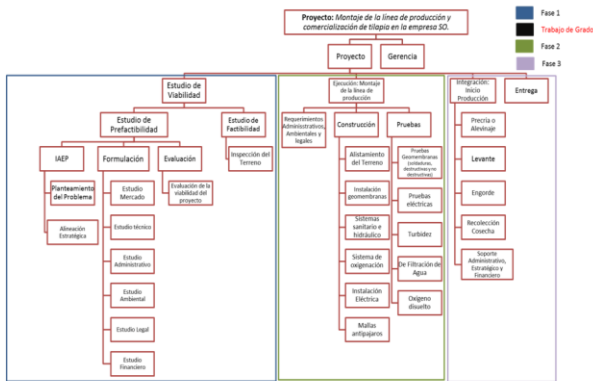 Proyecto: Montaje de la línea de producción y
comercialización de tilapia en la empresa SO.
Fase 1
Trabajo de Grado
Fase 2
Fase 3
Proyecto
Gerencia
Estudio de
Viabilidad
Ejecución: Montaje
de la línea de
producción
Integración:
Inicio
Producción
Entrega
Estudio de
Prefactibilidad
Estudio de
Factibilidad
Requerimientos
Administrativos,
Ambientales y
legales
Construcción
Pruebas
IAEP
Formulación
Evaluación
Inspección del
Terreno
Planteamiento
del Problema
Alineación
Estratégica
Estudio
Mercado
Estudio técnico
Estudio
Administrativo
Estudio
Ambiental
Estudio Legal
Estudio
Financiero
Evaluación de la
viabilidad del
proyecto
Alistamiento
del Terreno
Instalación
geomembranas
Sistemas
sanitario e
hidráulico
Sistema de
oxigenación
Instalación
Eléctrica
Mallas
antipajaros
Pruebas
Geomembranas
(soldaduras,
destructivas y no
destructivas)
Pruebas
eléctricas
Turbidez
De Filtración de
Agua
Oxígeno
disuelto
Precría o
Alevinaje
Levante
Engorde
Recolección
Cosecha
Soporte
Administrativo,
Estratégico y
Financiero